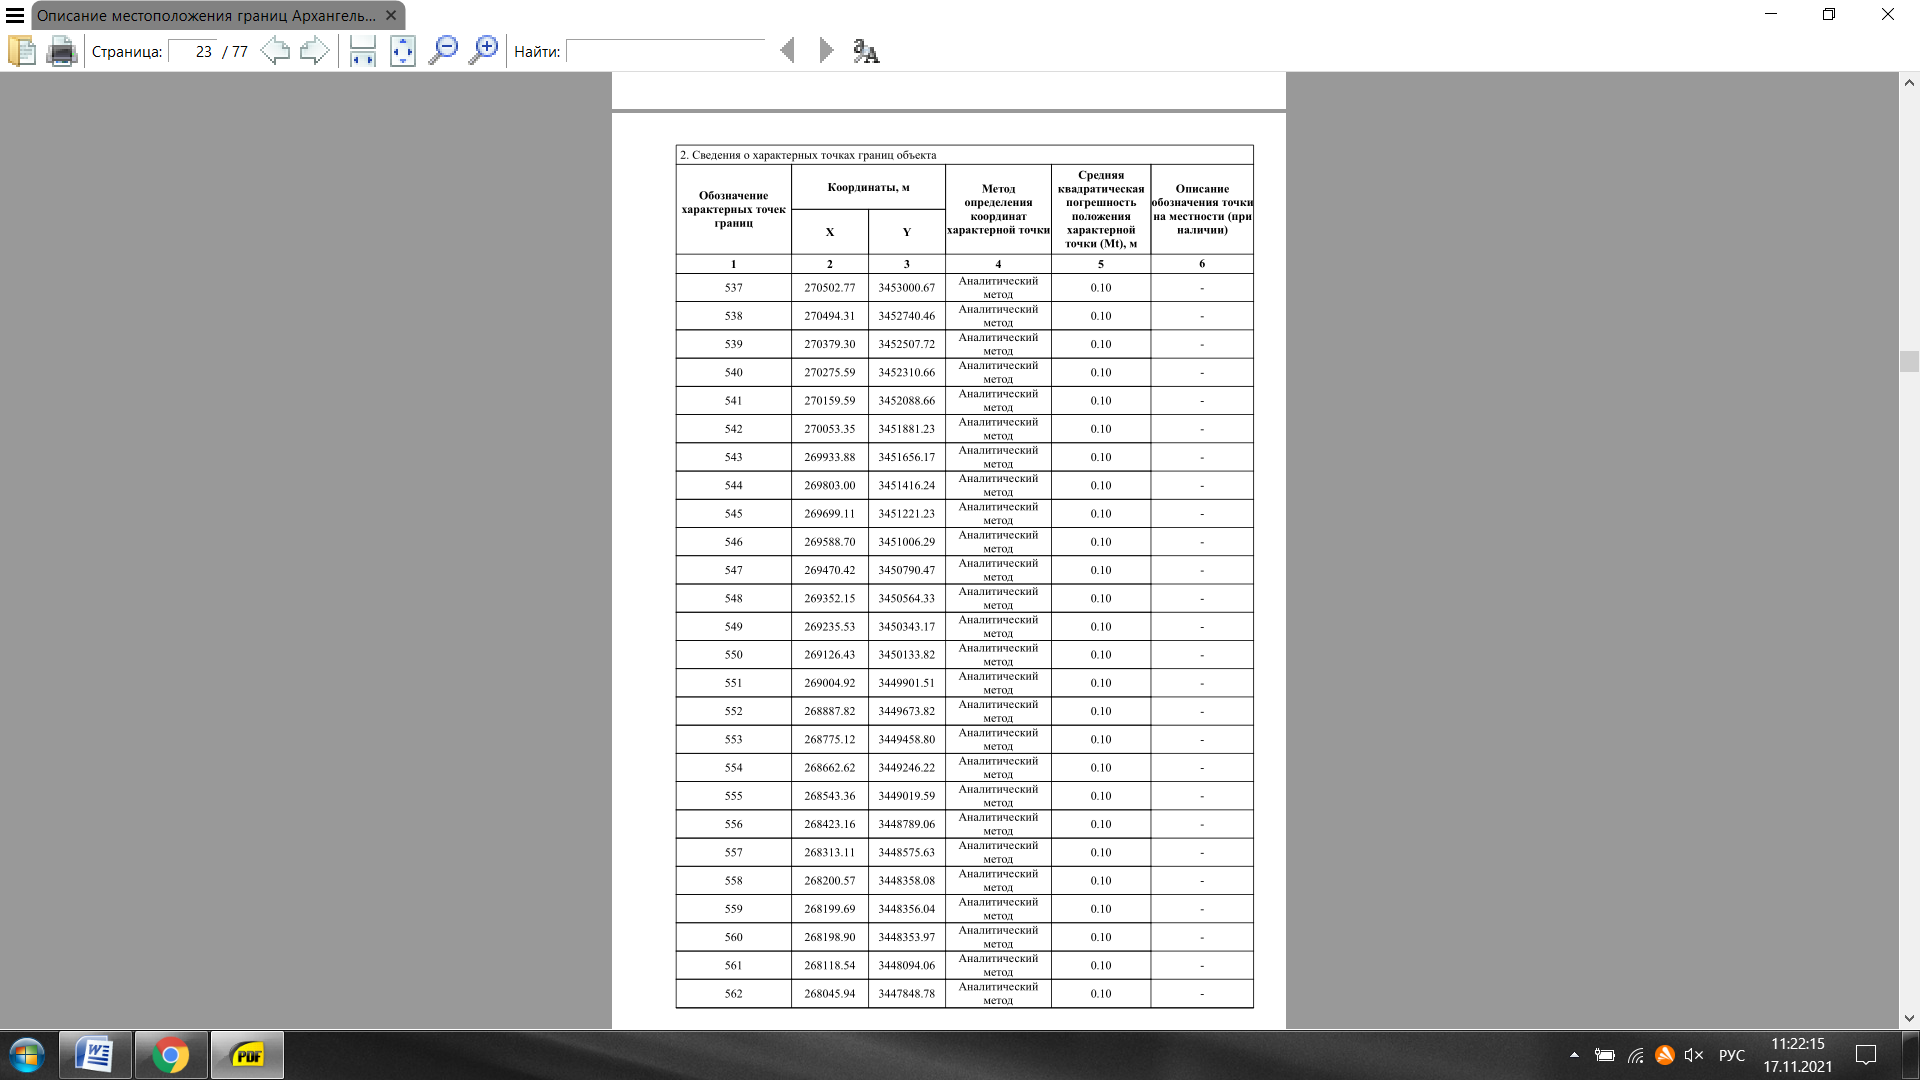 Описание местоположения границ Архангель...
Страница: 23 / 77 Найти:
2. Сведения о характерных точках границ объекта
Обозначение характерных точек границ
Координаты, м
X
Y
Метод определения координат характерной точки
Средняя квадратическая погрешность положения характерной точки (Mt), м
Описание обозначения точки на местности (при наличии)
1 2 3 4 5 6
537 270502.77 3453000.67 Аналитический метод 0.10 -
538 270494.31 3452740.46 Аналитический метод 0.10 -
539 270379.30 3452507.72 Аналитический метод 0.10 -
540 270275.59 3452310.66 Аналитический метод 0.10 -
541 270159.59 3452088.66 Аналитический метод 0.10 -
542 270053.35 3451881.23 Аналитический метод 0.10 -
543 269933.88 3451656.17 Аналитический метод 0.10 -
544 269803.00 3451416.24 Аналитический метод 0.10 -
545 269699.11 3451221.23 Аналитический метод 0.10 -
546 269588.70 3451006.29 Аналитический метод 0.10 -
547 269470.42 3450790.47 Аналитический метод 0.10 -
548 269352.15 3450564.33 Аналитический метод 0.10 -
549 269235.53 3450343.17 Аналитический метод 0.10 -
550 269126.43 3450133.82 Аналитический метод 0.10 -
551 269004.92 3449901.51 Аналитический метод 0.10 -
552 268887.82 3449673.82 Аналитический метод 0.10 -
553 268775.12 3449458.80 Аналитический метод 0.10 -
554 268662.62 3449246.22 Аналитический метод 0.10 -
555 268543.36 3449019.59 Аналитический метод 0.10 -
556 268423.16 3448789.06 Аналитический метод 0.10 -
557 268313.11 3448575.63 Аналитический метод 0.10 -
558 268200.57 3448358.08 Аналитический метод 0.10 -
559 268199.69 3448356.04 Аналитический метод 0.10 -
560 268198.90 3448353.97 Аналитический метод 0.10 -
561 268118.54 3448094.06 Аналитический метод 0.10 -
562 268045.94 3447848.78 Аналитический метод 0.10 -
PDF
РУС
11:22:15
17.11.2021